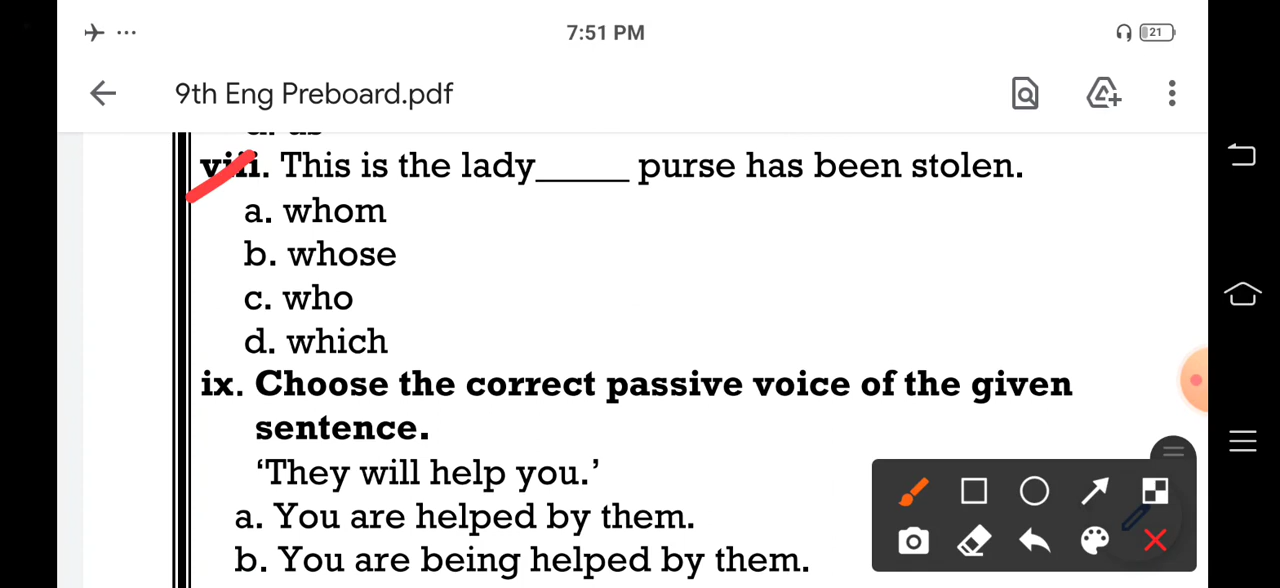 7:51 PM
21
9th Eng Preboard.pdf
viii. This is the lady_____ purse has been stolen.
a. whom
b. whose
c. who
d. which
ix. Choose the correct passive voice of the given
sentence.
‘They will help you.’
a. You are helped by them.
b. You are being helped by them.